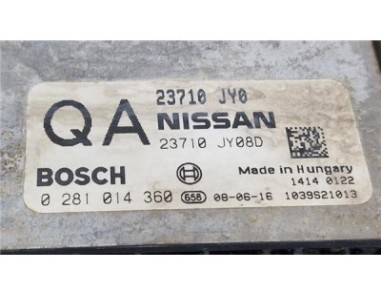 23710 JY0
QA NISSAN
23710 JY08D
BOSCH
Made in Hungary
1414 0122
0 281 014 360 658 08-06-16 1039S21013